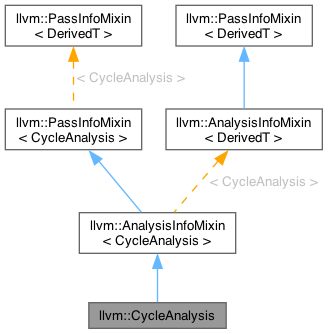 llvm::PassInfoMixin
< DerivedT >
llvm::PassInfoMixin
< DerivedT >
< CycleAnalysis >
llvm::PassInfoMixin
< CycleAnalysis >
llvm::AnalysisInfoMixin
< DerivedT >
< CycleAnalysis >
llvm::AnalysisInfoMixin
< CycleAnalysis >
llvm::CycleAnalysis